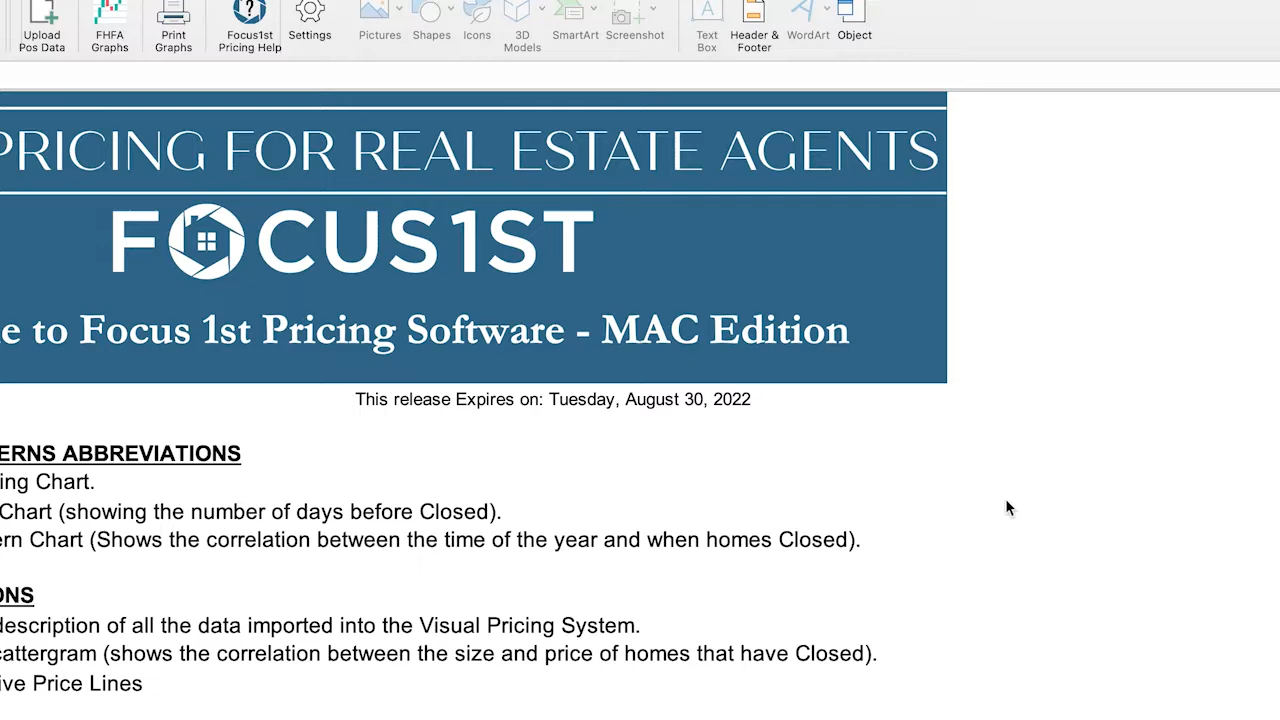 Upload Pos Data
FHFA Graphs
Print Graphs
Focus1st Pricing Help
Settings
Pictures
Shapes
Icons
3D Models
SmartArt
Screenshot
Text Box
Header & Footer
WordArt
Object
PRICING FOR REAL ESTATE AGENTS
FOCUS1ST
e to Focus 1st Pricing Software - MAC Edition
This release Expires on: Tuesday, August 30, 2022
ERNS ABBREVIATIONS
ing Chart.
Chart (showing the number of days before Closed).
ern Chart (Shows the correlation between the time of the year and when homes Closed).
ONS
description of all the data imported into the Visual Pricing System.
cattergram (shows the correlation between the size and price of homes that have Closed).
ive Price Lines